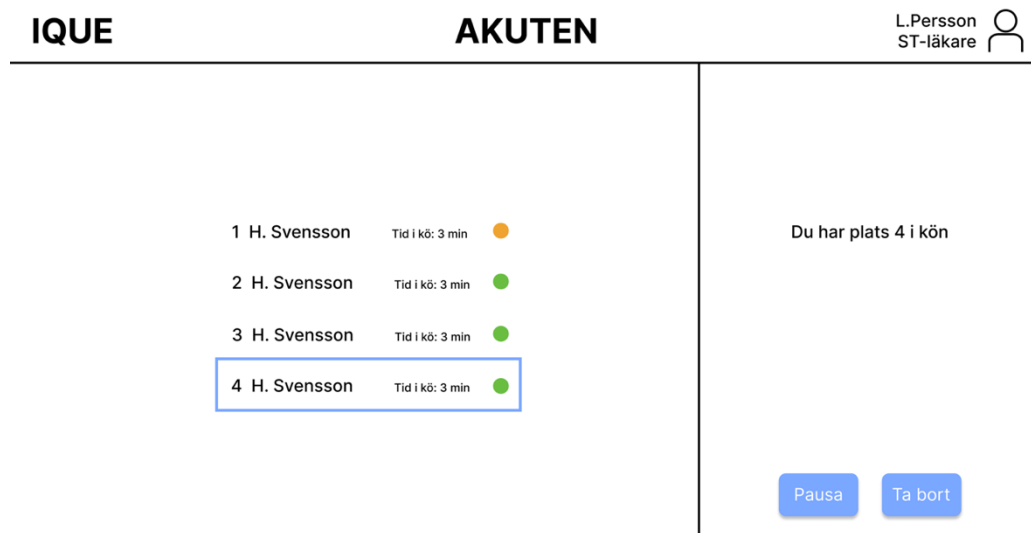 IQUE
AKUTEN
L.Persson
ST-läkare
1 H. Svensson Tid i kö: 3 min
2 H. Svensson Tid i kö: 3 min
3 H. Svensson Tid i kö: 3 min
4 H. Svensson Tid i kö: 3 min
Du har plats 4 i kön
Pausa
Ta bort